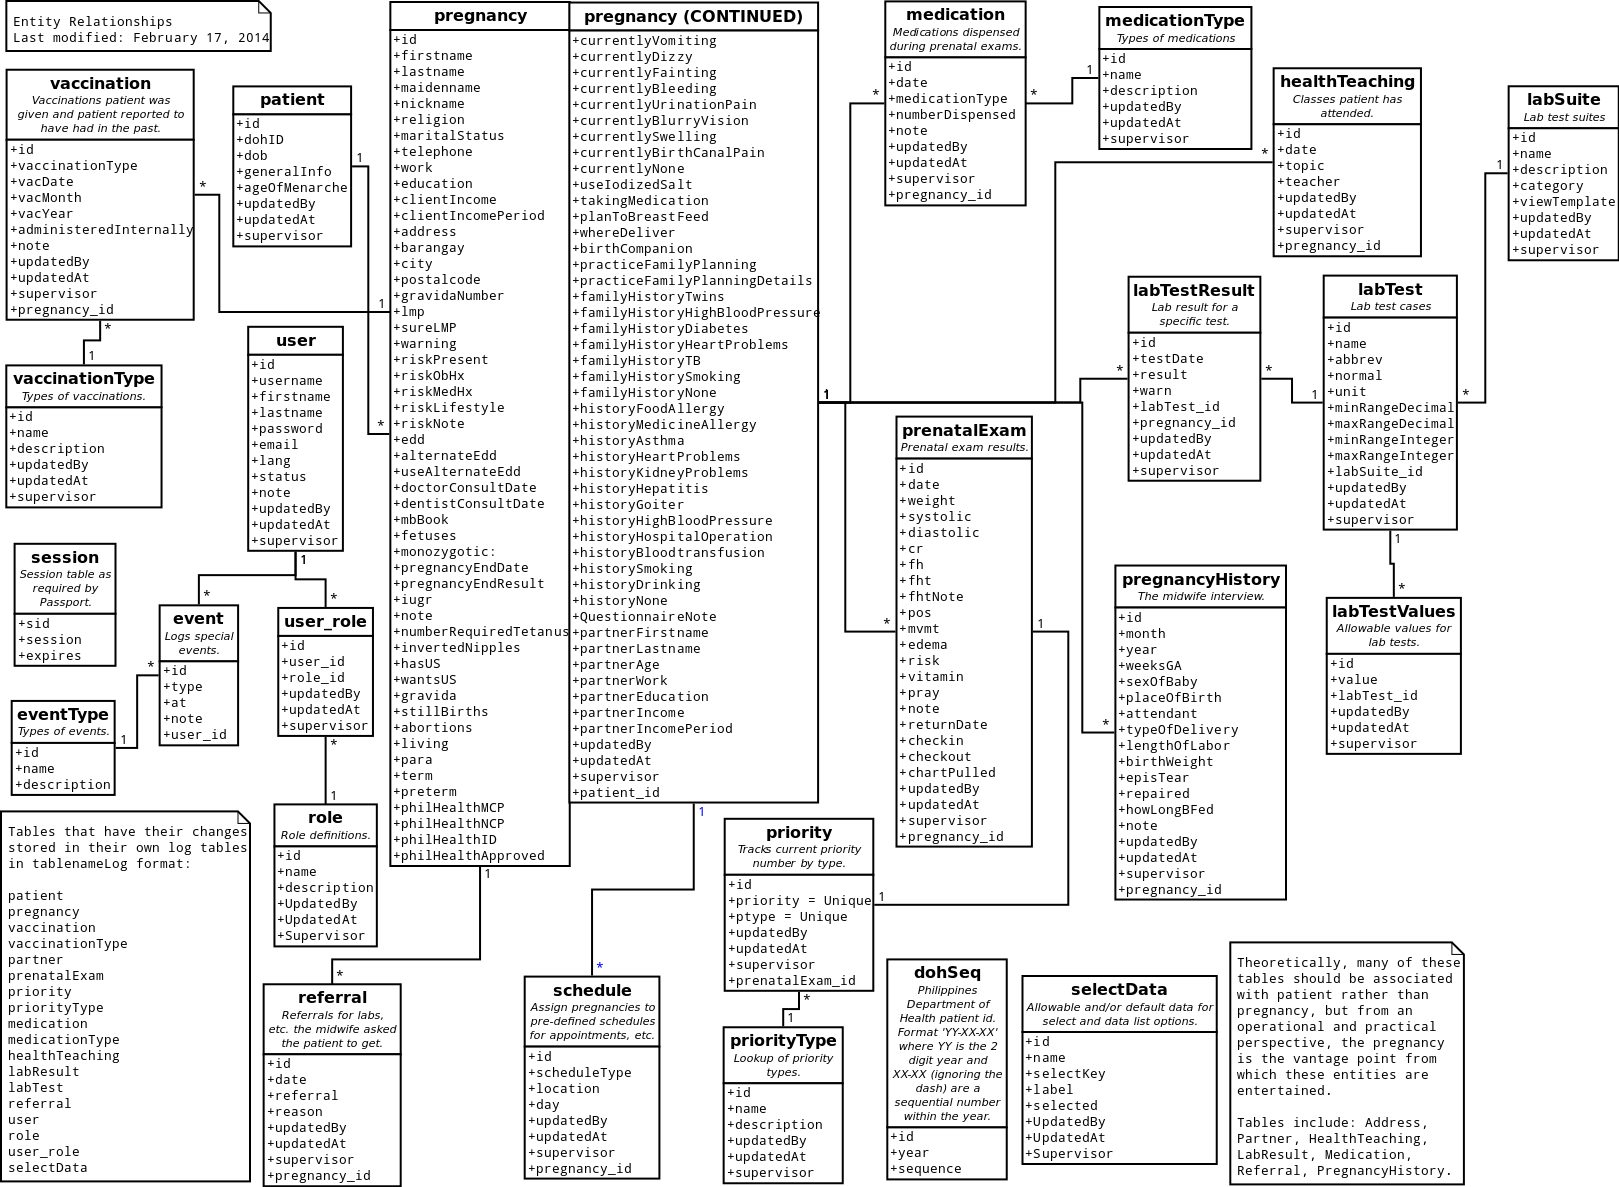 Entity Relationships
Last modified: February 17, 2014
vaccination
Vaccinations patient was
given and patient reported to
have had in the past.
+id
+vaccinationType
+vacDate
+vacMonth
+vacYear
+administeredInternally
+note
+updatedBy
+updatedAt
+supervisor
+pregnancy_id
*
*
1
vaccinationType
Types of vaccinations.
+id
+name
+description
+updatedBy
+updatedAt
+supervisor
patient
+id
+dohID
+dob
+generalInfo
+ageOfMenarche
+updatedBy
+updatedAt
+supervisor
1
1
*
user
+id
+username
+firstname
+lastname
+password
+email
+lang
+status
+note
+updatedBy
+updatedAt
+supervisor
1
*
*
session
Session table as
required by
Passport.
+sid
+session
+expires
event
Logs special
events.
+id
+type
+at
+note
+user_id
*
1
eventType
Types of events.
+id
+name
+description
user_role
+id
+user_id
+role_id
+updatedBy
+updatedAt
+supervisor
*
1
role
Role definitions.
+id
+name
+description
+UpdatedBy
+UpdatedAt
+Supervisor
Tables that have their changes
stored in their own log tables
in tablenameLog format:
patient
pregnancy
vaccination
vaccinationType
partner
prenatalExam
priority
priorityType
medication
medicationType
healthTeaching
labResult
labTest
referral
user
role
user_role
selectData
pregnancy
+id
+firstname
+lastname
+maidenname
+nickname
+religion
+maritalStatus
+telephone
+work
+education
+clientIncome
+clientIncomePeriod
+address
+barangay
+city
+postalcode
+gravidaNumber
+lmp
+sureLMP
+warning
+riskPresent
+riskObHx
+riskMedHx
+riskLifestyle
+riskNote
+edd
+alternateEdd
+useAlternateEdd
+doctorConsultDate
+dentistConsultDate
+mbBook
+fetuses
+monozygotic:
+pregnancyEndDate
+pregnancyEndResult
+iugr
+note
+numberRequiredTetanus
+invertedNipples
+hasUS
+wantsUS
+gravida
+stillBirths
+abortions
+living
+para
+term
+preterm
+philHealthMCP
+philHealthNCP
+philHealthID
+philHealthApproved
1
*
referral
Referrals for labs,
etc. the midwife asked
the patient to get.
+id
+date
+referral
+reason
+updatedBy
+updatedAt
+supervisor
+pregnancy_id
pregnancy (CONTINUED)
+currentlyVomiting
+currentlyDizzy
+currentlyFainting
+currentlyBleeding
+currentlyUrinationPain
+currentlyBlurryVision
+currentlySwelling
+currentlyBirthCanalPain
+currentlyNone
+useIodizedSalt
+takingMedication
+planToBreastFeed
+whereDeliver
+birthCompanion
+practiceFamilyPlanning
+practiceFamilyPlanningDetails
+familyHistoryTwins
+familyHistoryHighBloodPressure
+familyHistoryDiabetes
+familyHistoryHeartProblems
+familyHistoryTB
+familyHistorySmoking
+familyHistoryNone
+historyFoodAllergy
+historyMedicineAllergy
+historyAsthma
+historyHeartProblems
+historyKidneyProblems
+historyHepatitis
+historyGoiter
+historyHighBloodPressure
+historyHospitalOperation
+historyBloodtransfusion
+historySmoking
+historyDrinking
+historyNone
+QuestionnaireNote
+partnerFirstname
+partnerLastname
+partnerAge
+partnerWork
+partnerEducation
+partnerIncome
+partnerIncomePeriod
+updatedBy
+updatedAt
+supervisor
+patient_id
1
1
*
schedule
Assign pregnancies to
pre-defined schedules
for appointments, etc.
+id
+scheduleType
+location
+day
+updatedBy
+updatedAt
+supervisor
+pregnancy_id
medication
Medications dispensed
during prenatal exams.
+id
+date
+medicationType
+numberDispensed
+note
+updatedBy
+updatedAt
+supervisor
+pregnancy_id
*
*
1
medicationType
Types of medications
+id
+name
+description
+updatedBy
+updatedAt
+supervisor
healthTeaching
Classes patient has
attended.
+id
+date
+topic
+teacher
+updatedBy
+updatedAt
+supervisor
+pregnancy_id
*
labSuite
Lab test suites
+id
+name
+description
+category
+viewTemplate
+updatedBy
+updatedAt
+supervisor
1
*
labTestResult
Lab result for a
specific test.
+id
+testDate
+result
+warn
+labTest_id
+pregnancy_id
+updatedBy
+updatedAt
+supervisor
*
*
1
labTest
Lab test cases
+id
+name
+abbrev
+normal
+unit
+minRangeDecimal
+maxRangeDecimal
+minRangeInteger
+maxRangeInteger
+labSuite_id
+updatedBy
+updatedAt
+supervisor
1
*
labTestValues
Allowable values for
lab tests.
+id
+value
+labTest_id
+updatedBy
+updatedAt
+supervisor
prenatalExam
Prenatal exam results.
+id
+date
+weight
+systolic
+diastolic
+cr
+fh
+fht
+fhtNote
+pos
+mvmt
+edema
+risk
+vitamin
+pray
+note
+returnDate
+checkin
+checkout
+chartPulled
+updatedBy
+updatedAt
+supervisor
+pregnancy_id
*
1
pregnancyHistory
The midwife interview.
+id
+month
+year
+weeksGA
+sexOfBaby
+placeOfBirth
+attendant
+typeOfDelivery
+lengthOfLabor
+birthWeight
+episTear
+repaired
+howLongBFed
+note
+updatedBy
+updatedAt
+supervisor
+pregnancy_id
*
priority
Tracks current priority
number by type.
+id
+priority = Unique
+ptype = Unique
+updatedBy
+updatedAt
+supervisor
+prenatalExam_id
1
*
1
priorityType
Lookup of priority
types.
+id
+name
+description
+updatedBy
+updatedAt
+supervisor
dohSeq
Philippines
Department of
Health patient id.
Format 'YY-XX-XX'
where YY is the 2
digit year and
XX-XX (ignoring the
dash) are a
sequential number
within the year.
+id
+year
+sequence
selectData
Allowable and/or default data for
select and data list options.
+id
+name
+selectKey
+label
+selected
+UpdatedBy
+UpdatedAt
+Supervisor
Theoretically, many of these
tables should be associated
with patient rather than
pregnancy, but from an
operational and practical
perspective, the pregnancy
is the vantage point from
which these entities are
entertained.
Tables include: Address,
Partner, HealthTeaching,
LabResult, Medication,
Referral, PregnancyHistory.